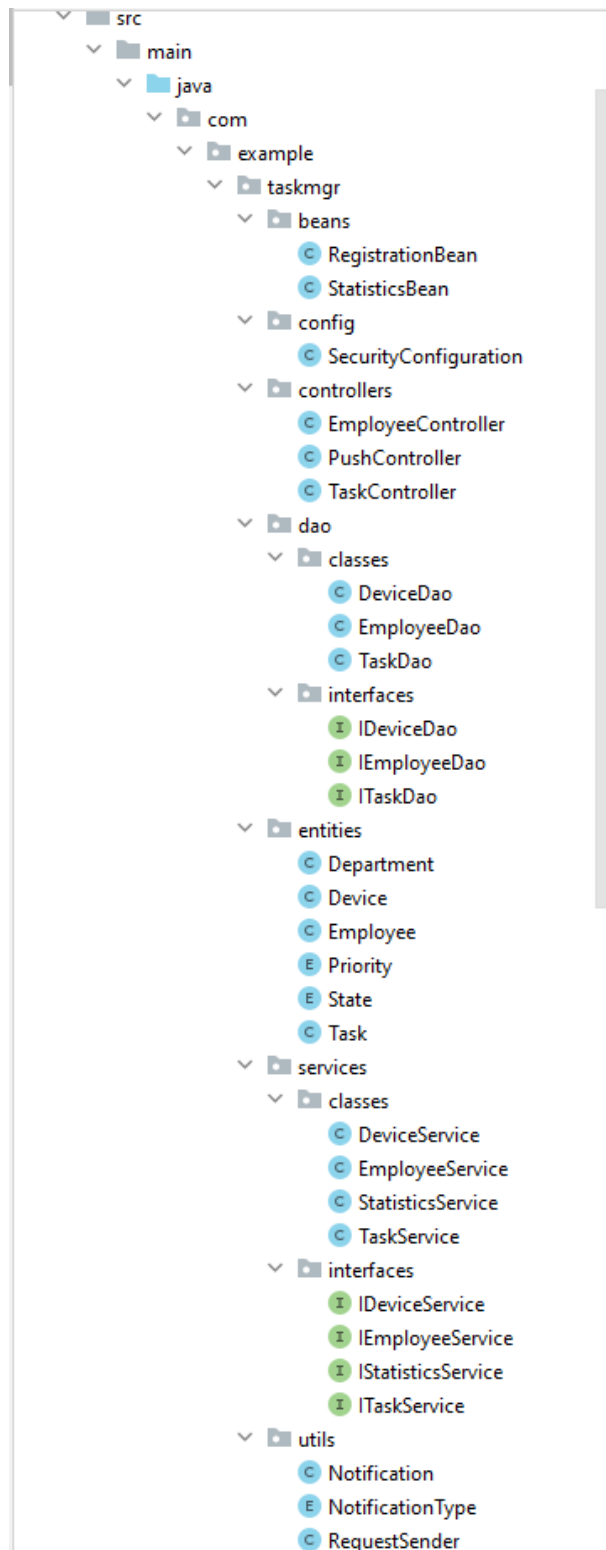 src
main
java
com
example
taskmgr
beans
C RegistrationBean
C StatisticsBean
config
C SecurityConfiguration
controllers
C EmployeeController
C PushController
C TaskController
dao
classes
C DeviceDao
C EmployeeDao
C TaskDao
interfaces
I IDeviceDao
I IEmployeeDao
I ITaskDao
entities
C Department
C Device
C Employee
E Priority
E State
C Task
services
classes
C DeviceService
C EmployeeService
C StatisticsService
C TaskService
interfaces
I IDeviceService
I IEmployeeService
I IStatisticsService
I ITaskService
utils
C Notification
E NotificationType
C RequestSender